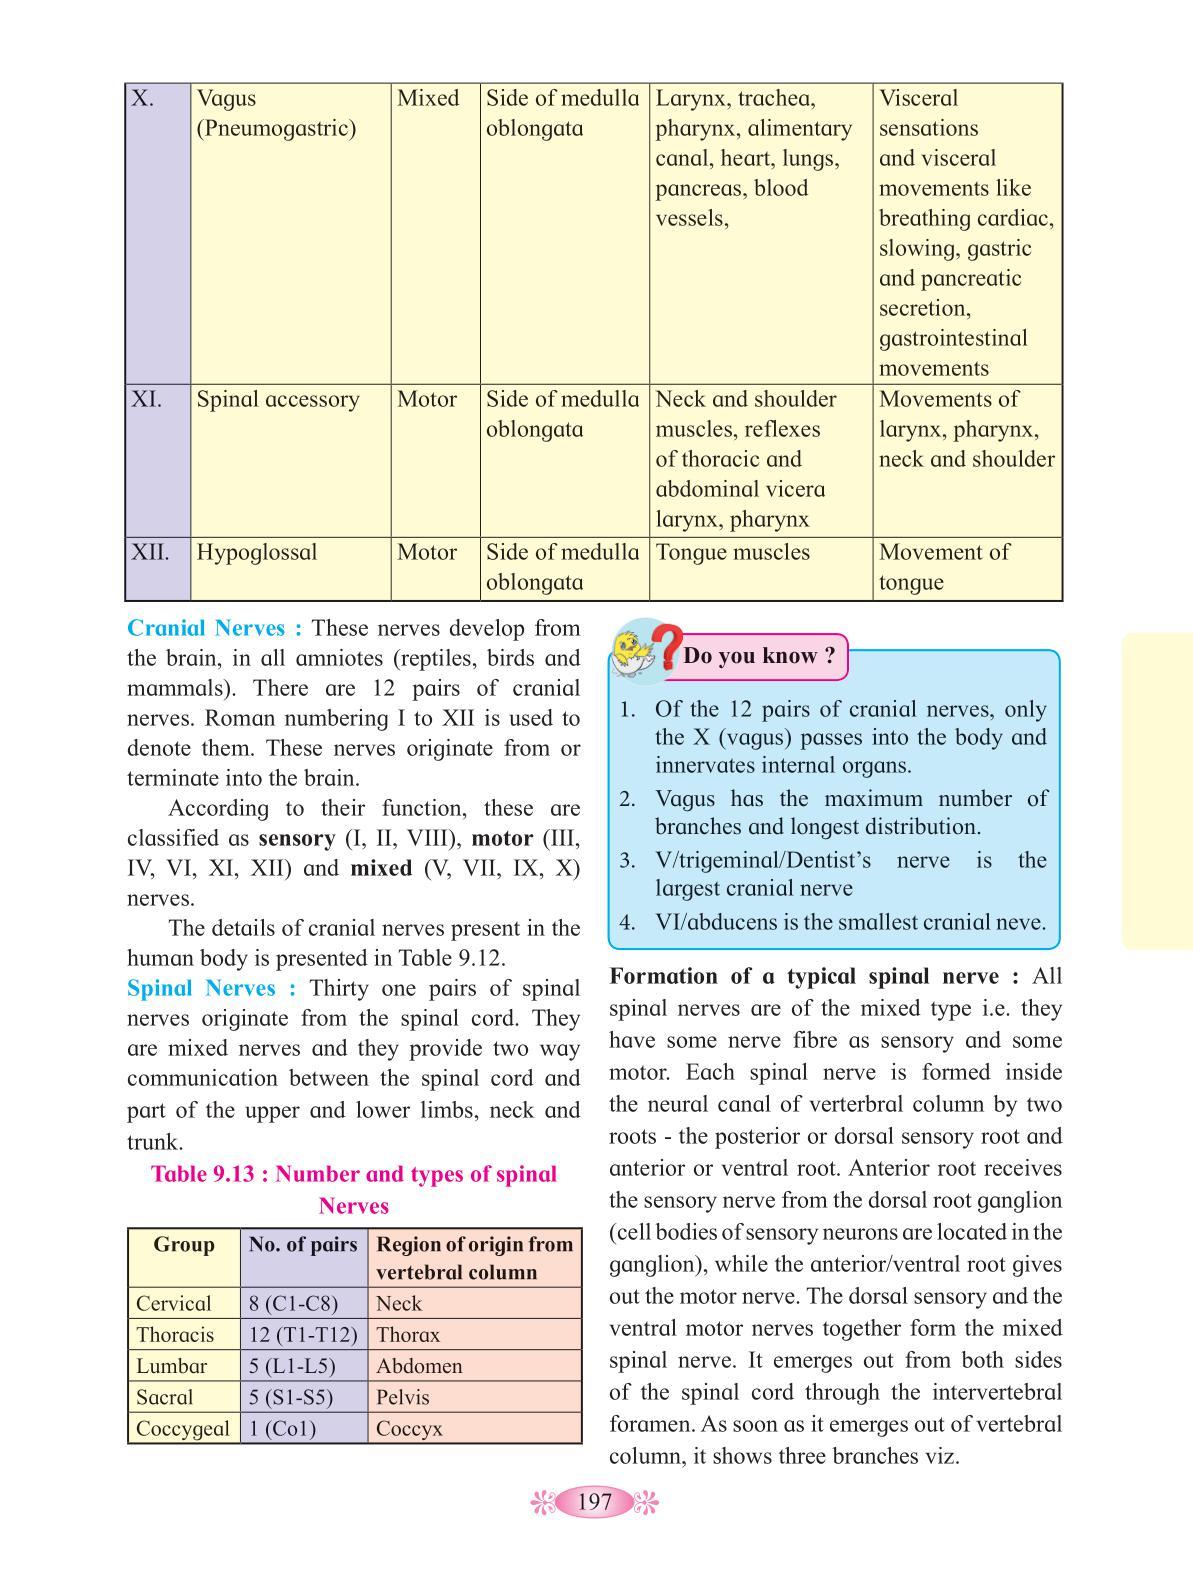 X.
Vagus
(Pneumogastric)
Mixed
Side of medulla
oblongata
Larynx, trachea,
pharynx, alimentary
canal, heart, lungs,
pancreas, blood
vessels,
Visceral
sensations
and visceral
movements like
breathing cardiac,
slowing, gastric
and pancreatic
secretion,
gastrointestinal
movements
XI.
Spinal accessory
Motor
Side of medulla
oblongata
Neck and shoulder
muscles, reflexes
of thoracic and
abdominal vicera
larynx, pharynx
Movements of
larynx, pharynx,
neck and shoulder
XII.
Hypoglossal
Motor
Side of medulla
oblongata
Tongue muscles
Movement of
tongue
Cranial Nerves : These nerves develop from
the brain, in all amniotes (reptiles, birds and
mammals). There are 12 pairs of cranial
nerves. Roman numbering I to XII is used to
denote them. These nerves originate from or
terminate into the brain.
According to their function, these are
classified as sensory (I, II, VIII), motor (III,
IV, VI, XI, XII) and mixed (V, VII, IX, X)
nerves.
The details of cranial nerves present in the
human body is presented in Table 9.12.
Spinal Nerves : Thirty one pairs of spinal
nerves originate from the spinal cord. They
are mixed nerves and they provide two way
communication between the spinal cord and
part of the upper and lower limbs, neck and
trunk.
Table 9.13 : Number and types of spinal
Nerves
Group
No. of pairs
Region of origin from
vertebral column
Cervical 8 (C1-C8) Neck
Thoracis 12 (T1-T12) Thorax
Lumbar 5 (L1-L5) Abdomen
Sacral 5 (S1-S5) Pelvis
Coccygeal 1 (Co1) Coccyx
? Do you know ?
1. Of the 12 pairs of cranial nerves, only
the X (vagus) passes into the body and
innervates internal organs.
2. Vagus has the maximum number of
branches and longest distribution.
3. V/trigeminal/Dentist's nerve is the
largest cranial nerve
4. VI/abducens is the smallest cranial neve.
Formation of a typical spinal nerve : All
spinal nerves are of the mixed type i.e. they
have some nerve fibre as sensory and some
motor. Each spinal nerve is formed inside
the neural canal of verterbral column by two
roots - the posterior or dorsal sensory root and
anterior or ventral root. Anterior root receives
the sensory nerve from the dorsal root ganglion
(cell bodies of sensory neurons are located in the
ganglion), while the anterior/ventral root gives
out the motor nerve. The dorsal sensory and the
ventral motor nerves together form the mixed
spinal nerve. It emerges out from both sides
of the spinal cord through the intervertebral
foramen. As soon as it emerges out of vertebral
column, it shows three branches viz.
197